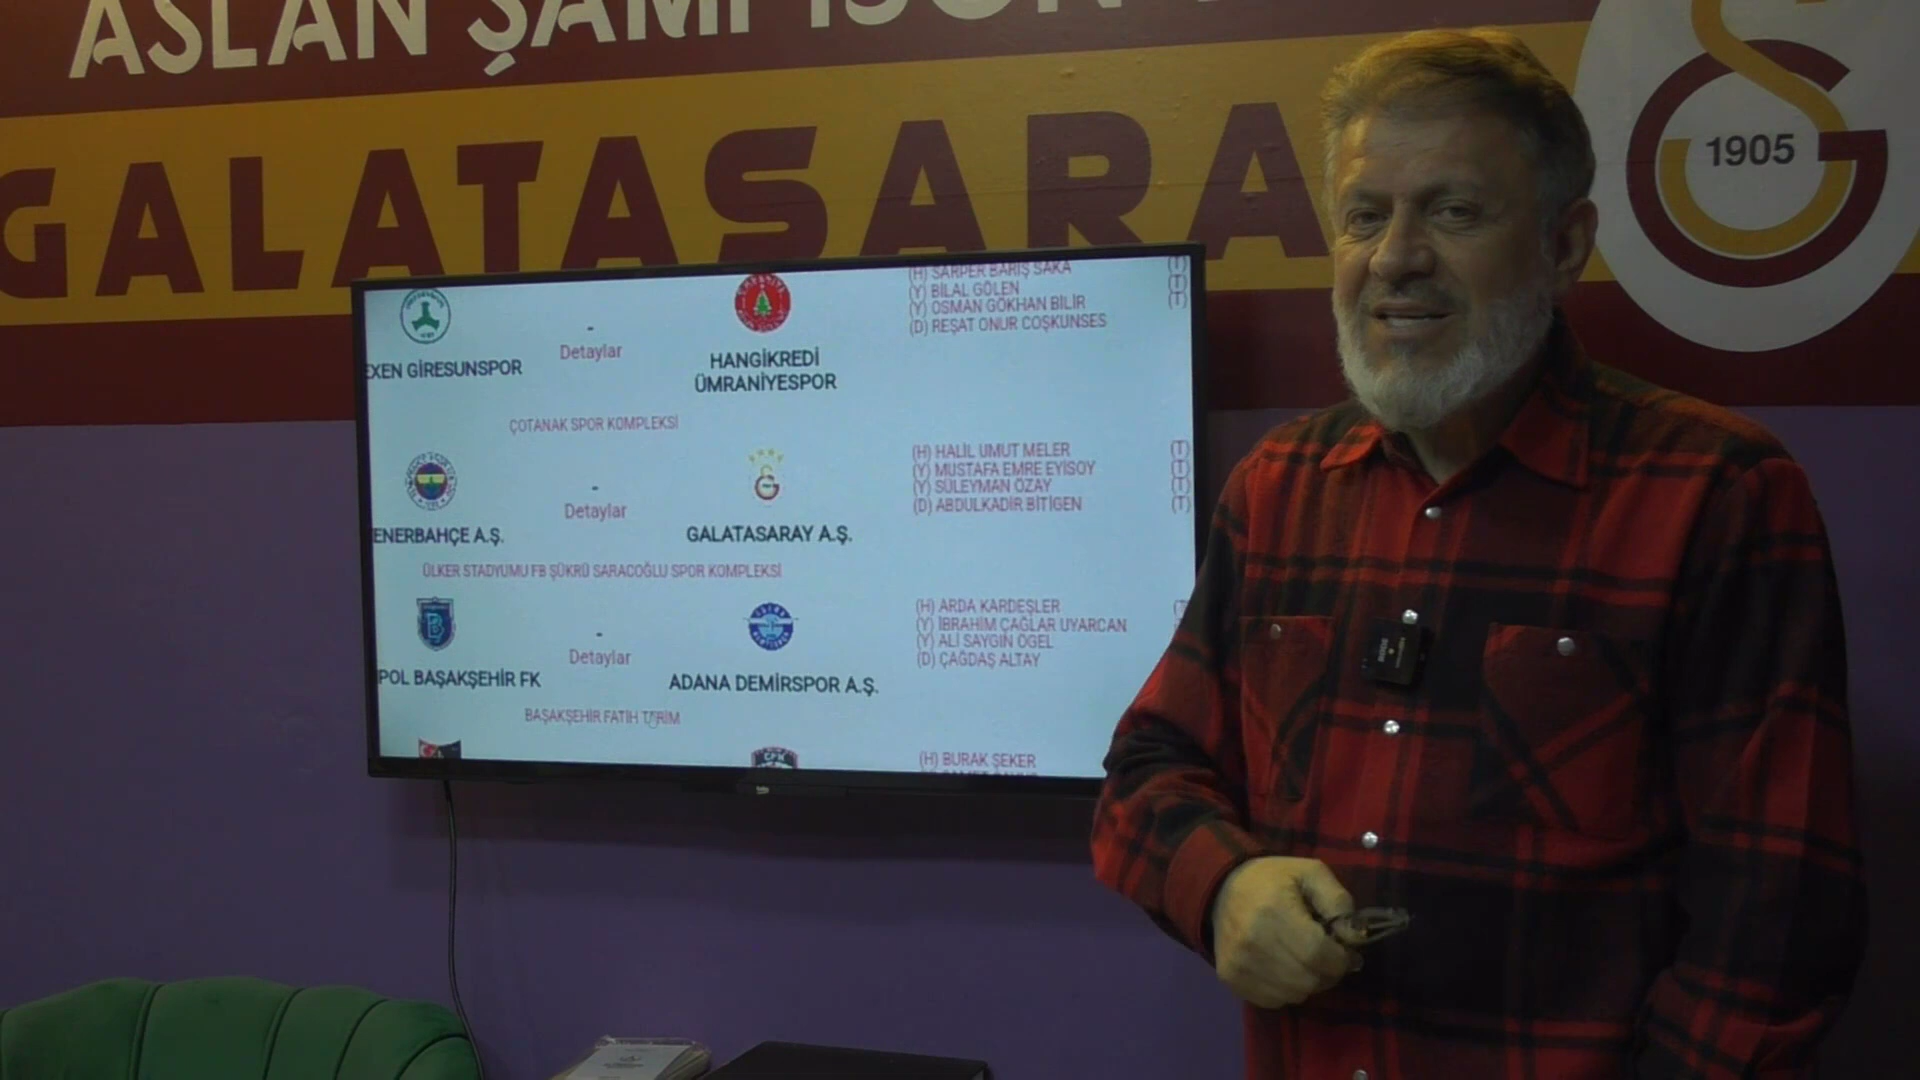 ASLAN ŞAMPİYON
GALATASARA
1905
(H) SARPER BARIŞ SAKA (T)
(Y) BİLAL GÖLEN (T)
(Y) OSMAN GÖKHAN BİLİR (T)
(D) REŞAT ONUR COŞKUNSES
-
Detaylar
EXEN GİRESUNSPOR
HANGİKREDİ
ÜMRANİYESPOR
ÇOTANAK SPOR KOMPLEKSİ
(H) HALİL UMUT MELER (T)
(Y) MUSTAFA EMRE EYİSOY (T)
(Y) SÜLEYMAN ÖZAY (T)
(D) ABDULKADİR BİTİGEN (T)
-
Detaylar
ENERBAHÇE A.Ş.
GALATASARAY A.Ş.
ÜLKER STADYUMU FB ŞÜKRÜ SARACOĞLU SPOR KOMPLEKSİ
(H) ARDA KARDEŞLER (T)
(Y) İBRAHİM ÇAĞLAR UYARCAN
(Y) ALİ SAYGIN ÖGEL
(D) ÇAĞDAŞ ALTAY
-
Detaylar
POL BAŞAKŞEHİR FK
ADANA DEMİRSPOR A.Ş.
BAŞAKŞEHİR FATİH TERİM
(H) BURAK ŞEKER